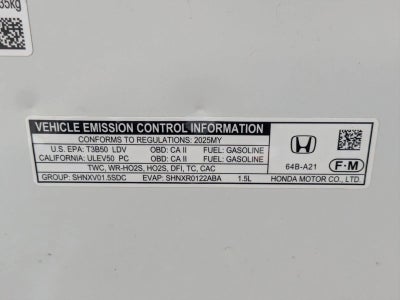 35kg
VEHICLE EMISSION CONTROL INFORMATION
CONFORMS TO REGULATIONS: 2025MY
U.S. EPA: T3B50 LDV OBD: CA II FUEL: GASOLINE
CALIFORNIA: ULEV50 PC OBD: CA II FUEL: GASOLINE
TWC, WR-HO2S, HO2S, DFI, TC, CAC
GROUP: SHNXV01.5SDC EVAP: SHNXR0122ABA 1.5L
64B-A21 F·M
HONDA MOTOR CO., LTD.